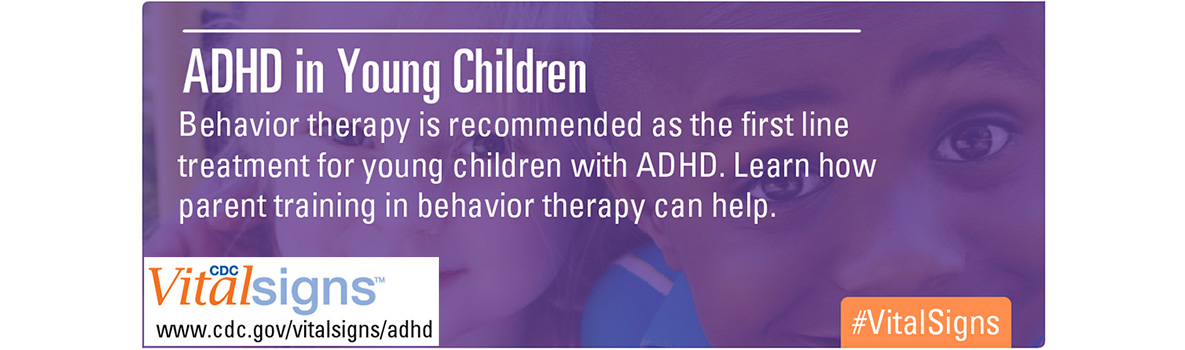 ADHD in Young Children
Behavior therapy is recommended as the first line
treatment for young children with ADHD. Learn how
parent training in behavior therapy can help.
CDC
Vitalsigns™
www.cdc.gov/vitalsigns/adhd
#VitalSigns